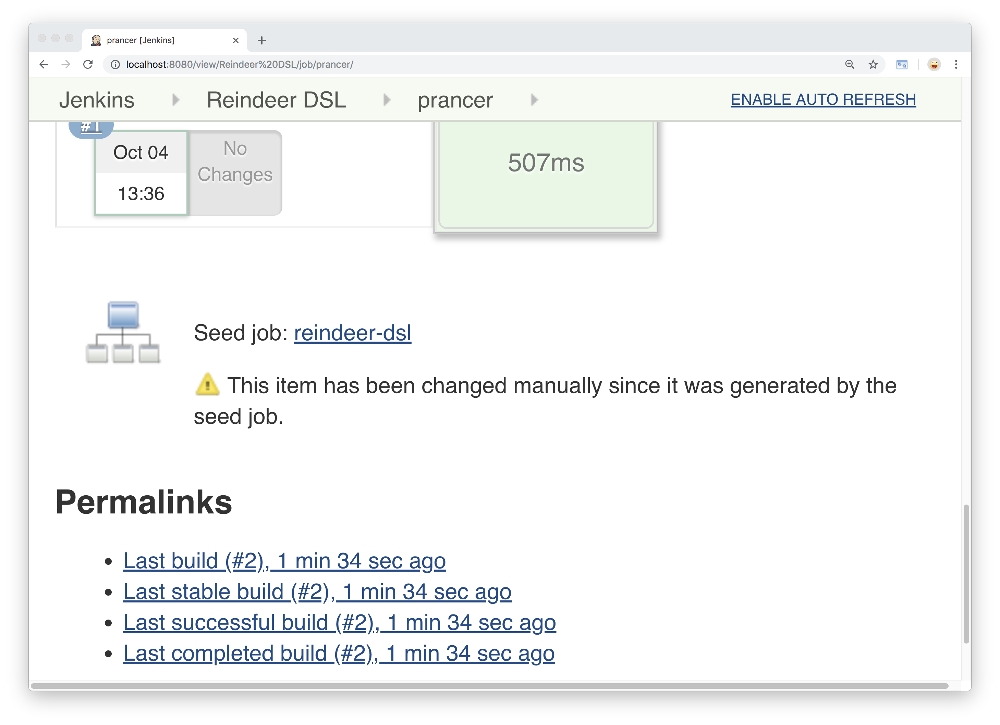 prancer [Jenkins]
localhost:8080/view/Reindeer%20DSL/job/prancer/
Jenkins Reindeer DSL prancer ENABLE AUTO REFRESH
#1
Oct 04
13:36
No
Changes
507ms
Seed job: reindeer-dsl
This item has been changed manually since it was generated by the
seed job.
Permalinks
Last build (#2), 1 min 34 sec ago
Last stable build (#2), 1 min 34 sec ago
Last successful build (#2), 1 min 34 sec ago
Last completed build (#2), 1 min 34 sec ago